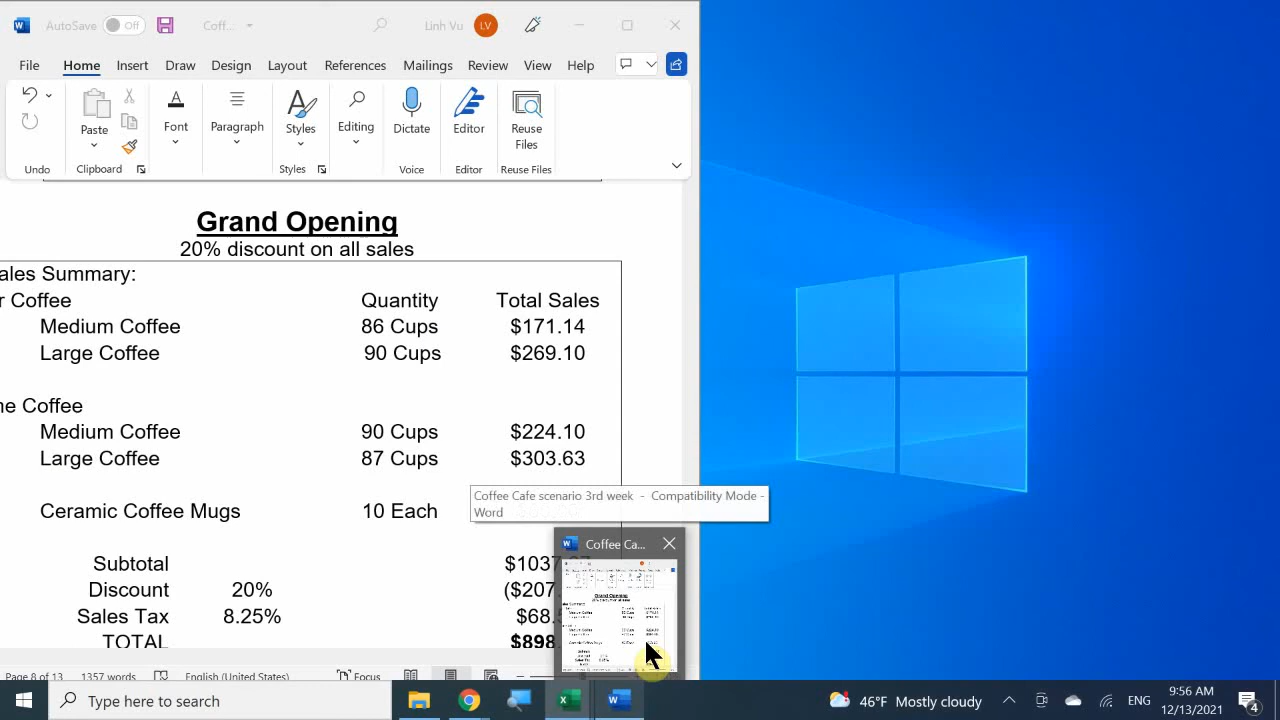 AutoSave Off Coff... Linh Vu LV
File Home Insert Draw Design Layout References Mailings Review View Help
Paste Font Paragraph Styles Editing Dictate Editor Reuse Files
Undo Clipboard Styles Voice Editor Reuse Files
Grand Opening
20% discount on all sales
ales Summary:
r Coffee Quantity Total Sales
Medium Coffee 86 Cups $171.14
Large Coffee 90 Cups $269.10
ne Coffee
Medium Coffee 90 Cups $224.10
Large Coffee 87 Cups $303.63
Coffee Cafe scenario 3rd week - Compatibility Mode -
Word
Ceramic Coffee Mugs 10 Each
Coffee Ca...
Subtotal $1037
Discount 20% ($207.
Sales Tax 8.25% $68.
TOTAL $898.
Page 8 of 13 1357 words English (United States) Focus
Type here to search 46°F Mostly cloudy ENG 9:56 AM
12/13/2021
4